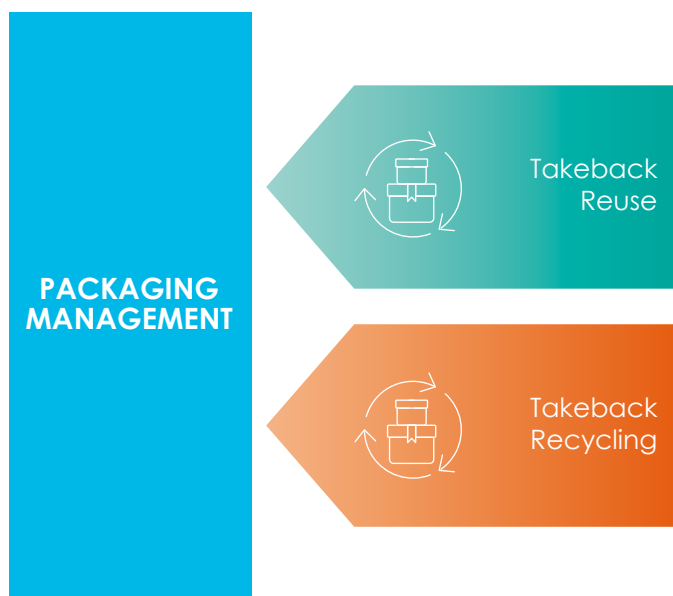 PACKAGING
MANAGEMENT
Takeback
Reuse
Takeback
Recycling